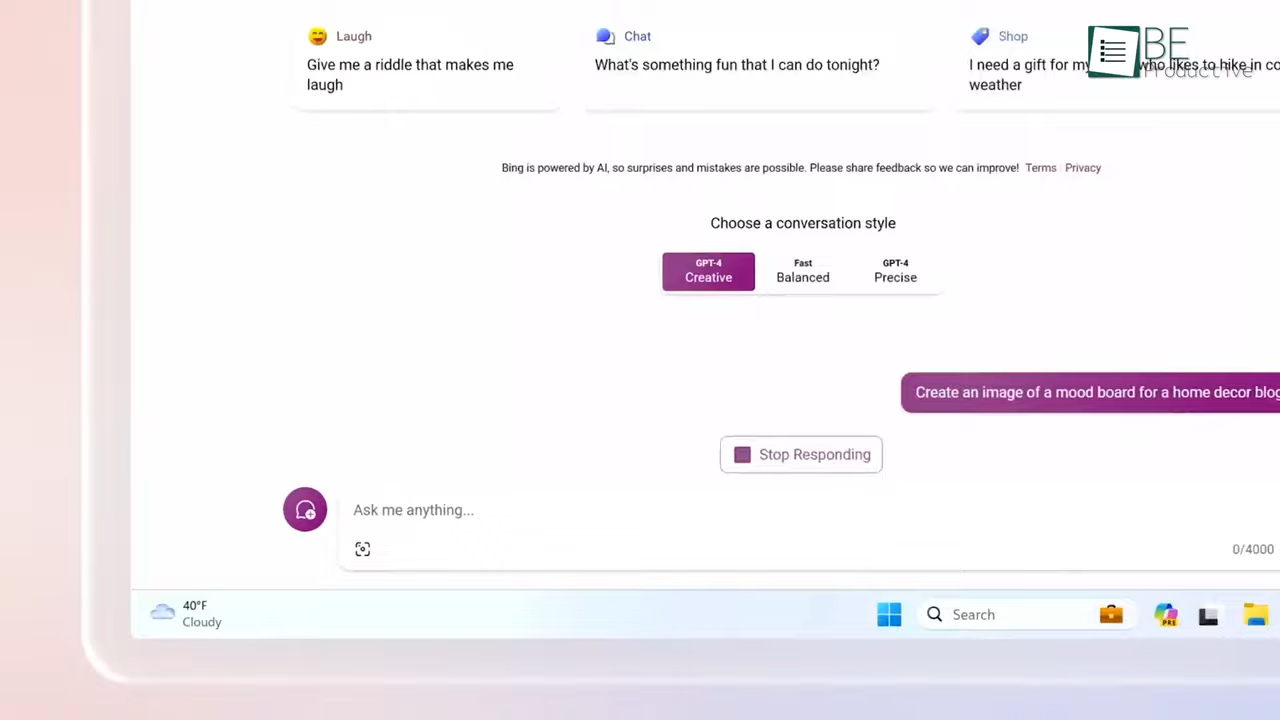 Laugh
Give me a riddle that makes me
laugh
Chat
What's something fun that I can do tonight?
Shop
I need a gift for my who likes to hike in co
weather
BE
Productive
Bing is powered by AI, so surprises and mistakes are possible. Please share feedback so we can improve! Terms Privacy
Choose a conversation style
GPT-4
Creative
Fast
Balanced
GPT-4
Precise
Create an image of a mood board for a home decor blog
Stop Responding
Ask me anything...
0/4000
40°F
Cloudy
Search
PRE